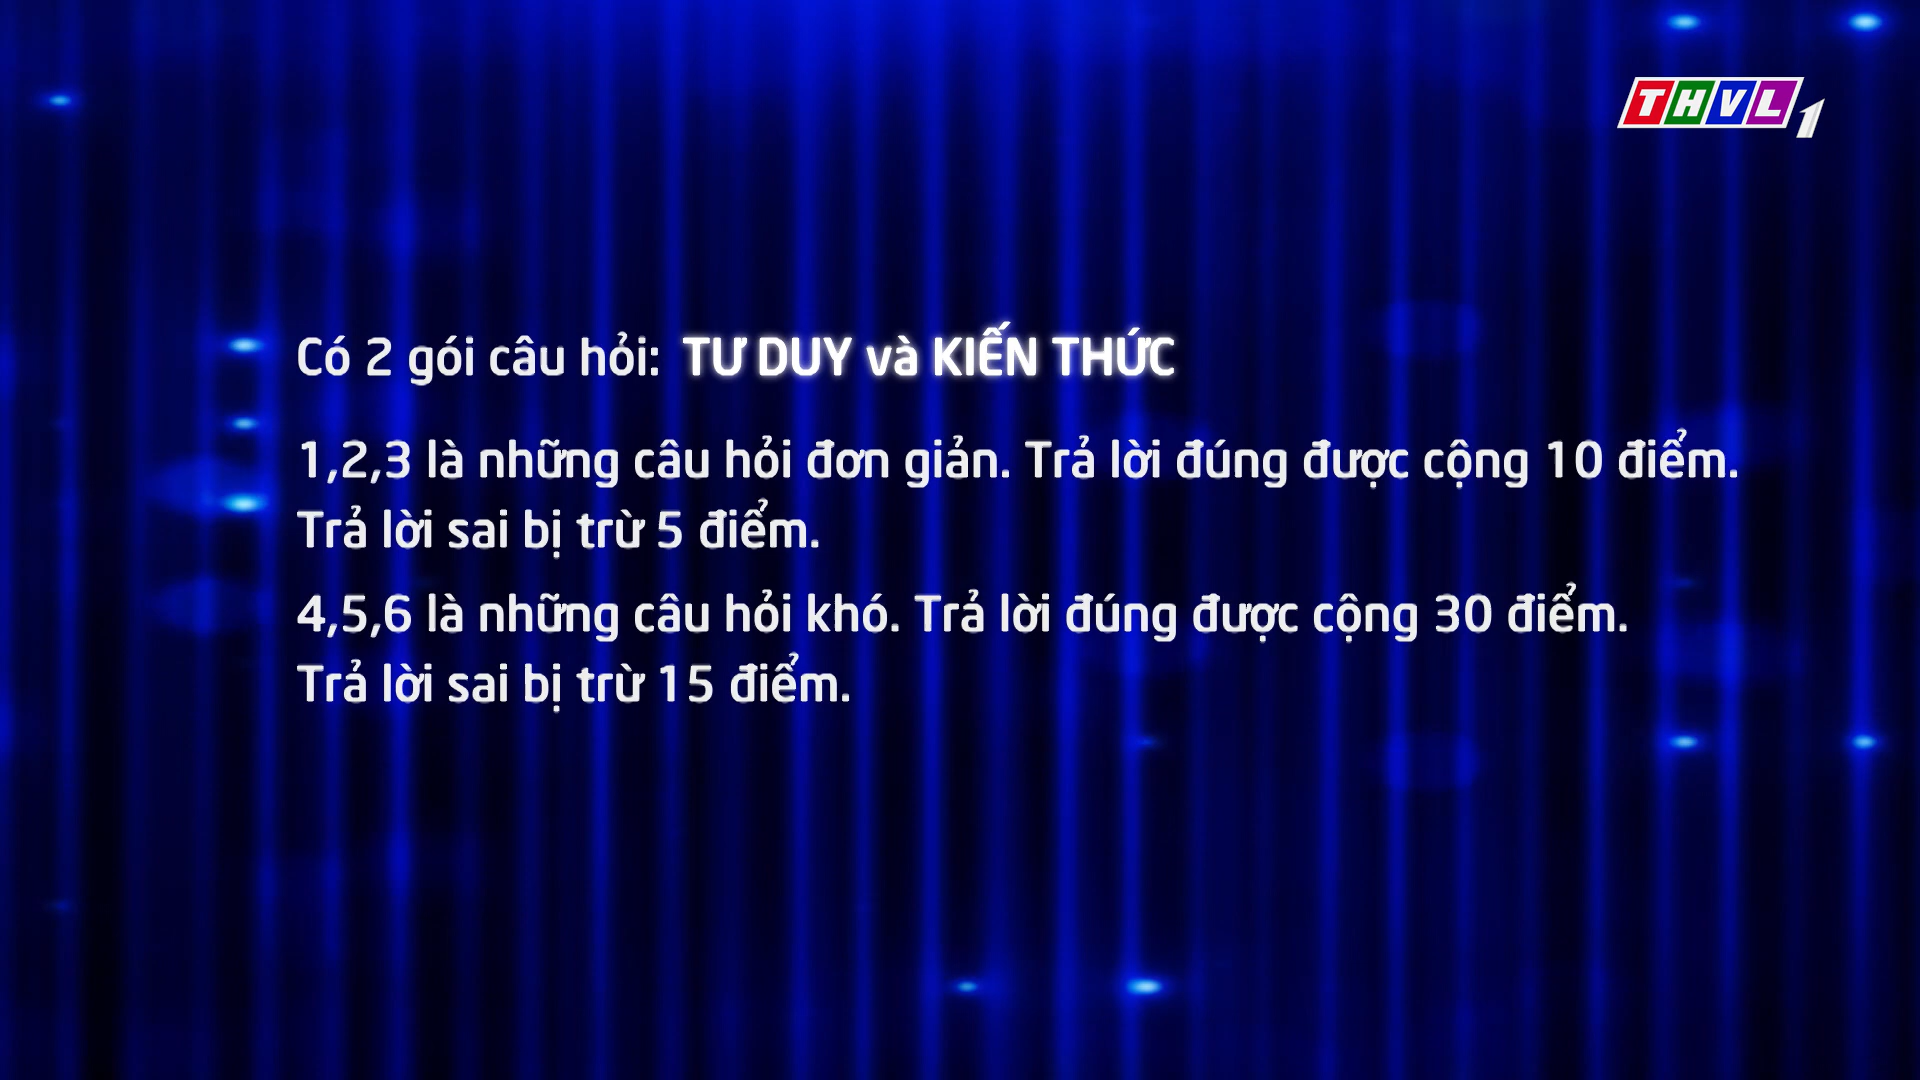 THVL1
Có 2 gói câu hỏi: TƯ DUY và KIẾN THỨC
1,2,3 là những câu hỏi đơn giản. Trả lời đúng được cộng 10 điểm.
Trả lời sai bị trừ 5 điểm.
4,5,6 là những câu hỏi khó. Trả lời đúng được cộng 30 điểm.
Trả lời sai bị trừ 15 điểm.